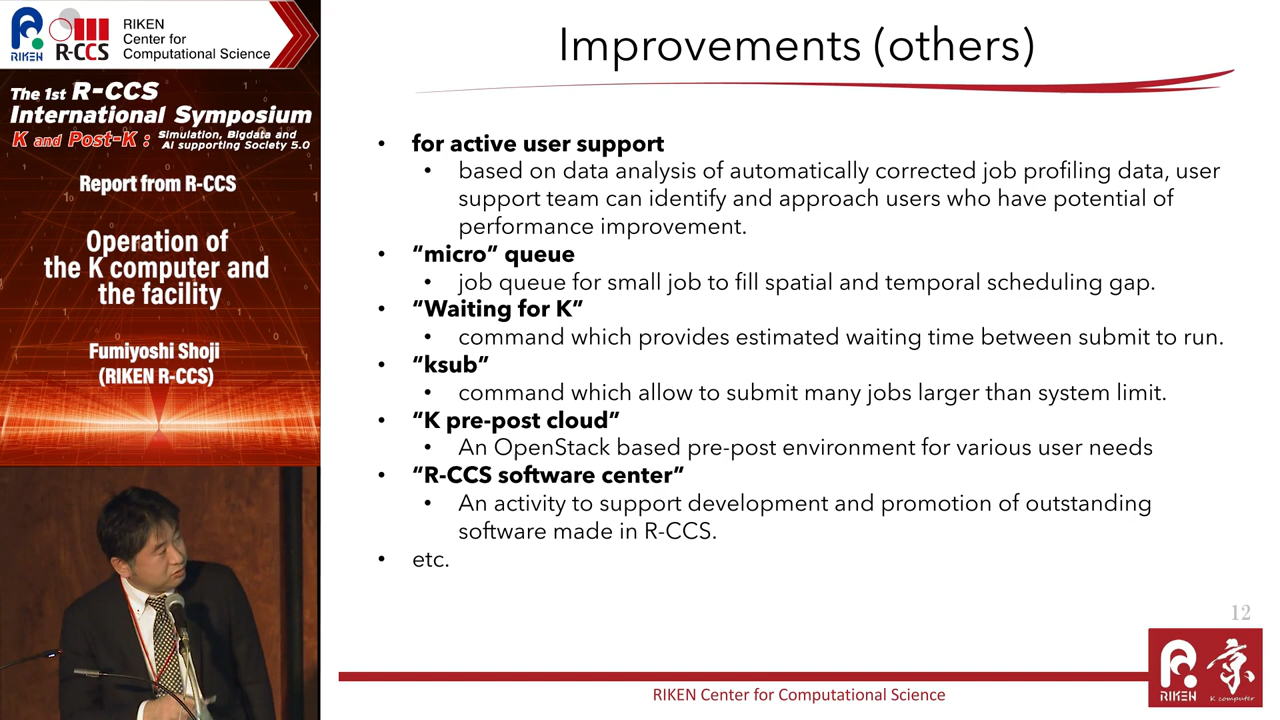 RIKEN
R-CCS
RIKEN
Center for
Computational Science
The 1st R-CCS
International Symposium
K and Post-K : Simulation, Bigdata and
AI supporting Society 5.0
Report from R-CCS
Operation of
the K computer and
the facility
Fumiyoshi Shoji
(RIKEN R-CCS)
Improvements (others)
• for active user support
• based on data analysis of automatically corrected job profiling data, user
support team can identify and approach users who have potential of
performance improvement.
• “micro” queue
• job queue for small job to fill spatial and temporal scheduling gap.
• “Waiting for K”
• command which provides estimated waiting time between submit to run.
• “ksub”
• command which allow to submit many jobs larger than system limit.
• “K pre-post cloud”
• An OpenStack based pre-post environment for various user needs
• “R-CCS software center”
• An activity to support development and promotion of outstanding
software made in R-CCS.
• etc.
12
RIKEN Center for Computational Science
RIKEN
京
K computer